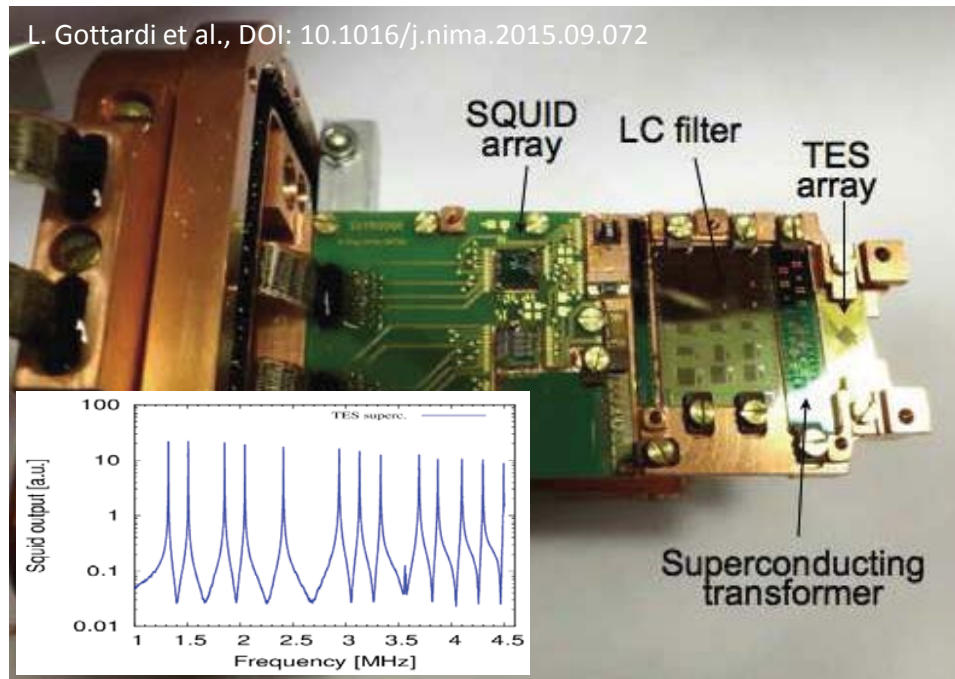 L. Gottardi et al., DOI: 10.1016/j.nima.2015.09.072
SQUID
array
LC filter
TES
array
Superconducting
transformer
TES superc.
Squid output [a.u.]
100
10
1
0.1
0.01
1
1.5
2
2.5
3
3.5
4
4.5
Frequency [MHz]